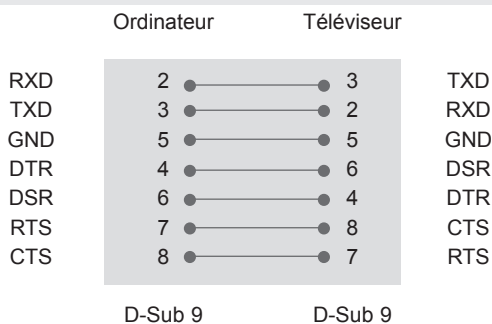 Ordinateur Téléviseur
RXD 2 3 TXD
TXD 3 2 RXD
GND 5 5 GND
DTR 4 6 DSR
DSR 6 4 DTR
RTS 7 8 CTS
CTS 8 7 RTS
D-Sub 9 D-Sub 9